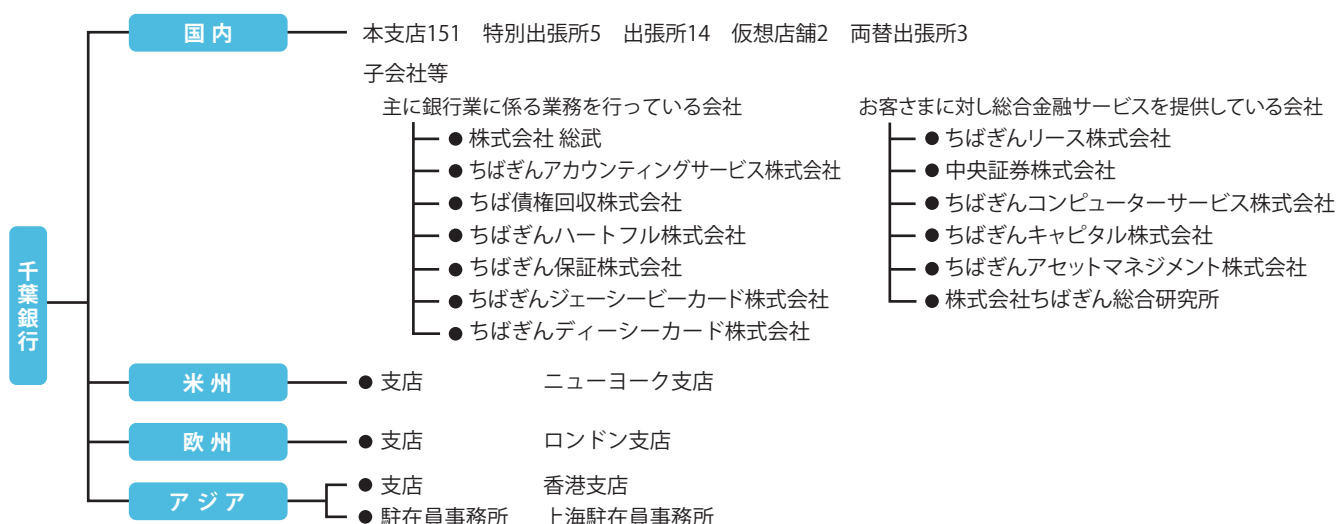 千葉銀行
国内
本支店151 特別出張所5 出張所14 仮想店舗2 両替出張所3
子会社等
主に銀行業に係る業務を行っている会社
● 株式会社 総武
● ちばぎんアカウンティングサービス株式会社
● ちば債権回収株式会社
● ちばぎんハートフル株式会社
● ちばぎん保証株式会社
● ちばぎんジェーシービーカード株式会社
● ちばぎんディーシーカード株式会社
お客さまに対し総合金融サービスを提供している会社
● ちばぎんリース株式会社
● 中央証券株式会社
● ちばぎんコンピューターサービス株式会社
● ちばぎんキャピタル株式会社
● ちばぎんアセットマネジメント株式会社
● 株式会社ちばぎん総合研究所
米州
● 支店 ニューヨーク支店
欧州
● 支店 ロンドン支店
アジア
● 支店 香港支店
● 駐在員事務所 上海駐在員事務所